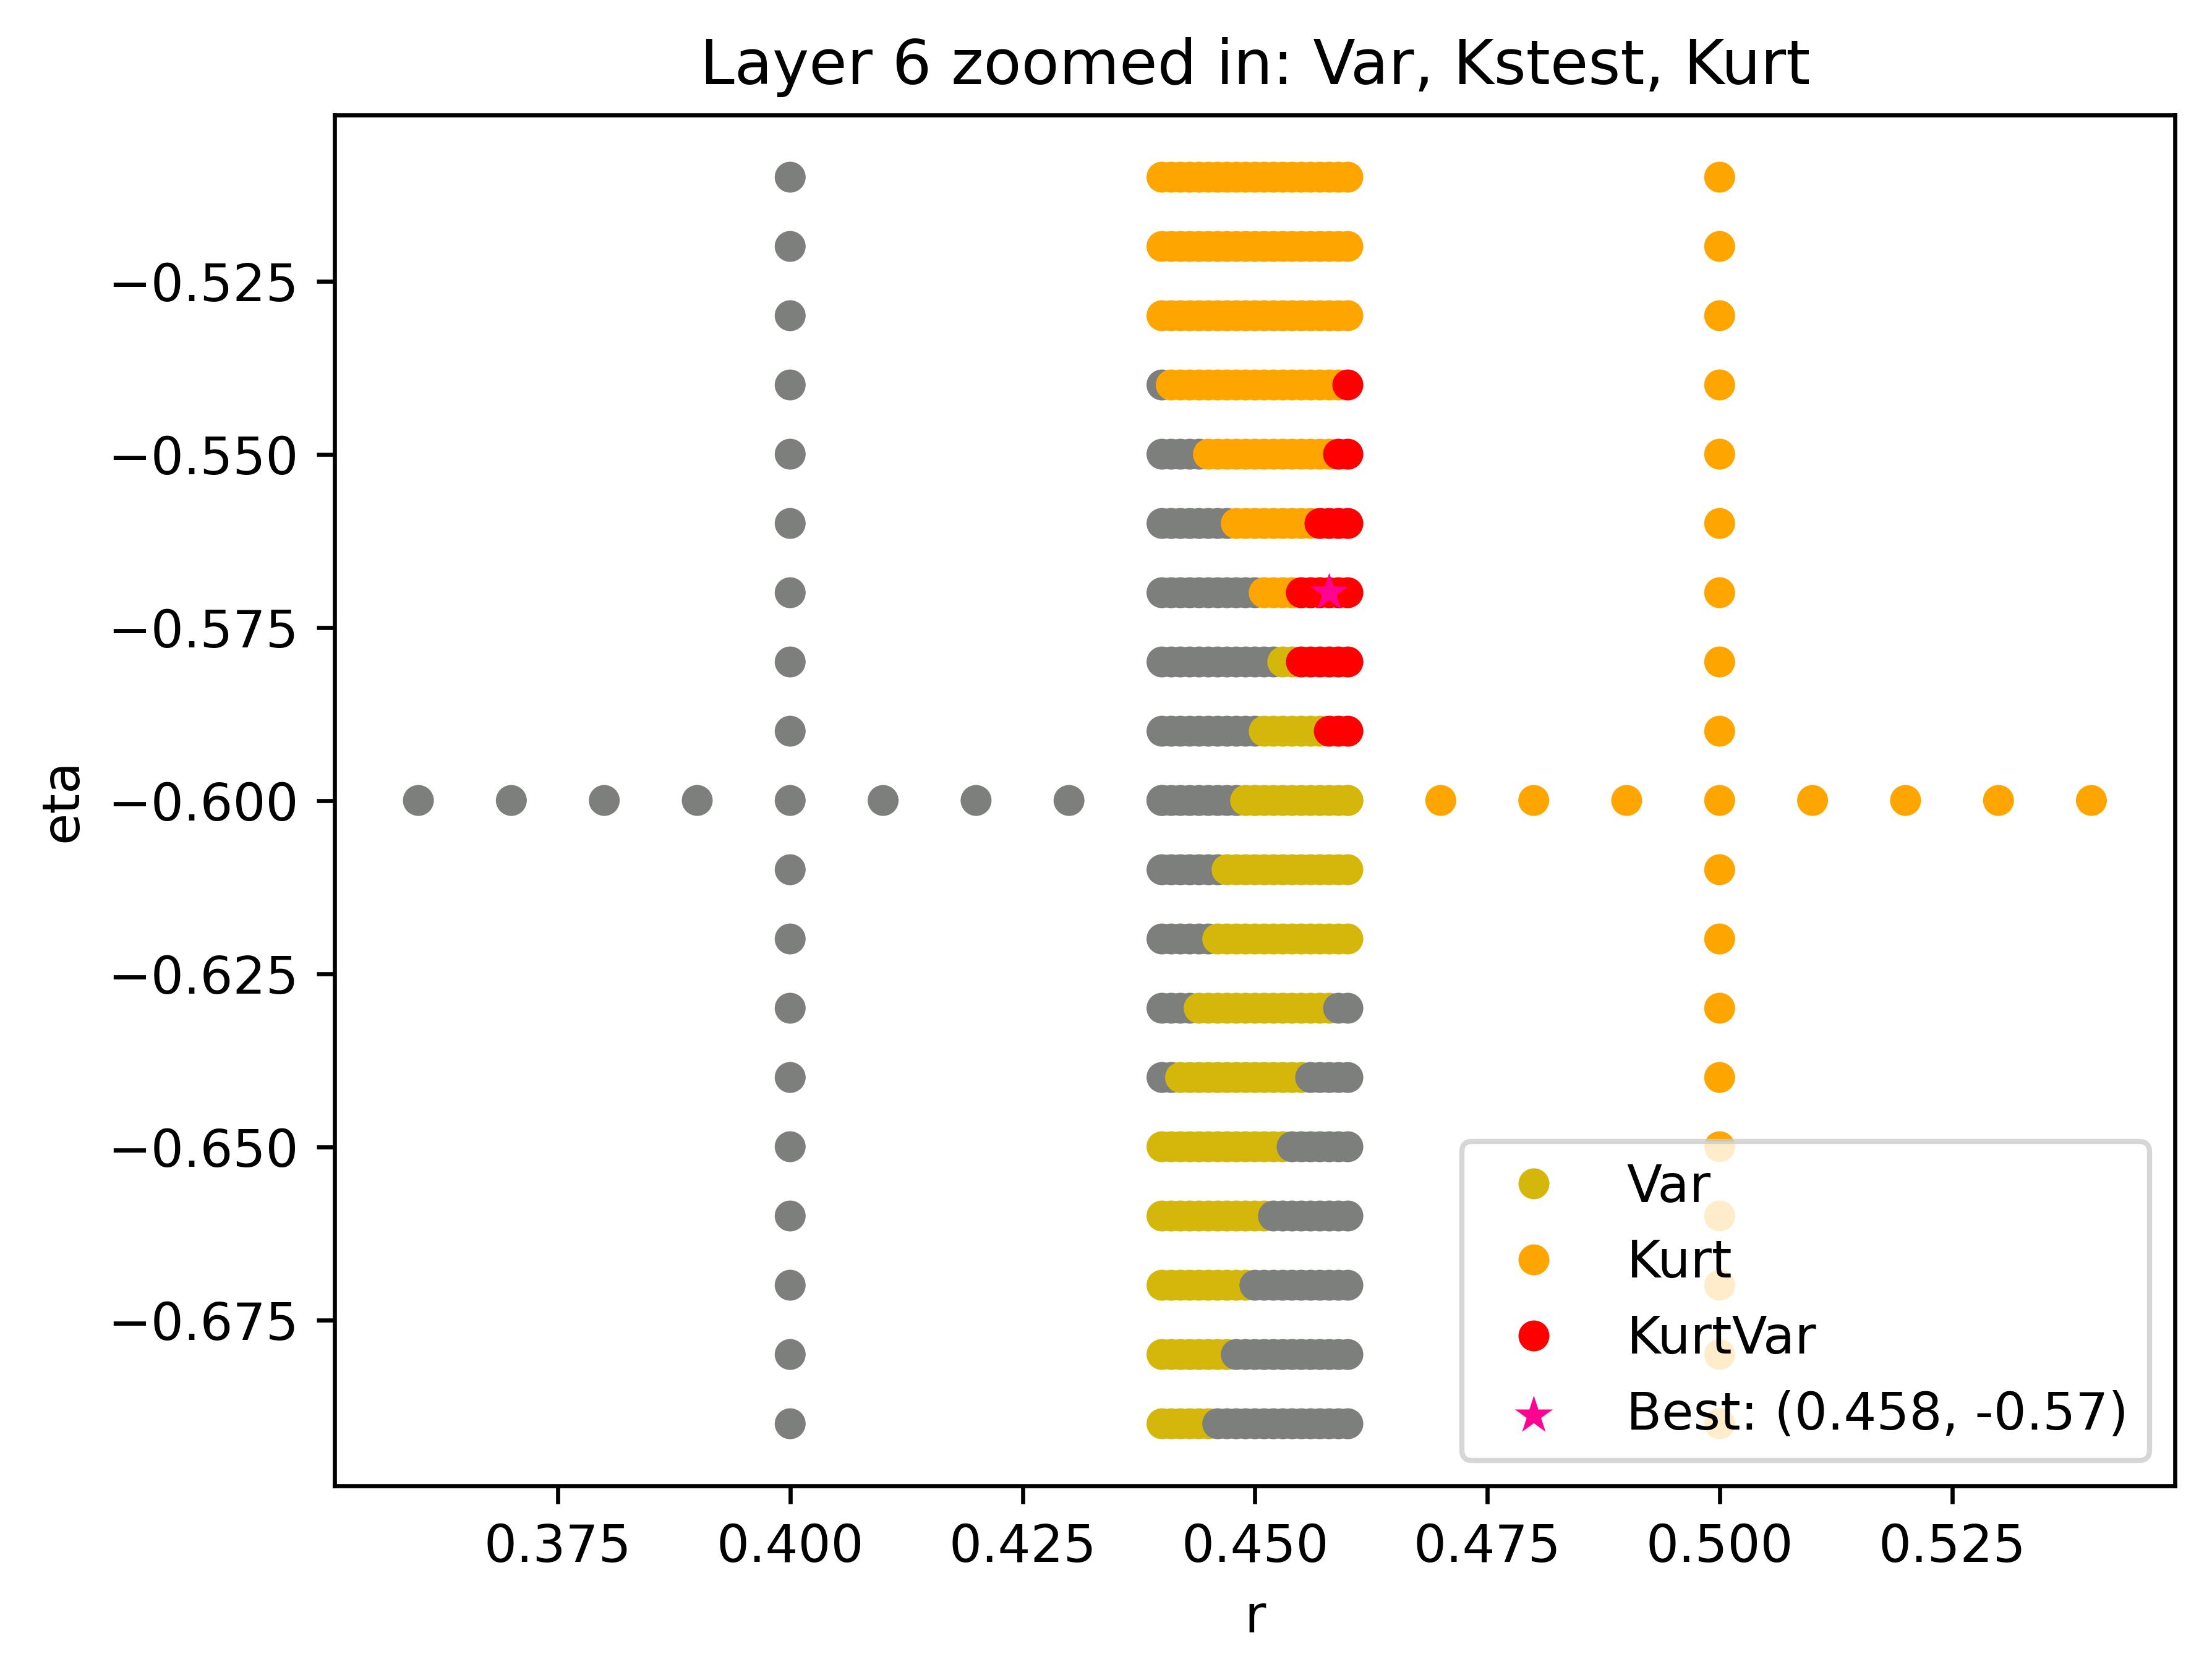 Layer 6 zoomed in: Var, Kstest, Kurt
−0.525
−0.550
−0.575
−0.600
−0.625
−0.650
−0.675
eta
Var
Kurt
KurtVar
Best: (0.458, -0.57)
0.375 0.400 0.425 0.450 0.475 0.500 0.525
r